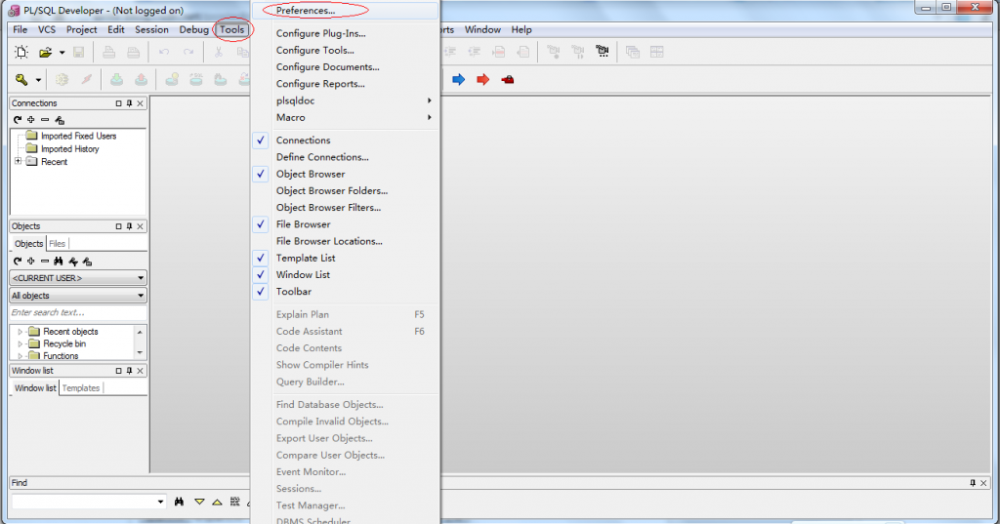 PL/SQL Developer - (Not logged on)
File VCS Project Edit Session Debug Tools rts Window Help
Preferences...
Configure Plug-Ins...
Configure Tools...
Configure Documents...
Configure Reports...
plsqldoc
Macro
Connections
Define Connections...
Object Browser
Object Browser Folders...
Object Browser Filters...
File Browser
File Browser Locations...
Template List
Window List
Toolbar
Explain Plan F5
Code Assistant F6
Code Contents
Show Compiler Hints
Query Builder...
Find Database Objects...
Compile Invalid Objects...
Export User Objects...
Compare User Objects...
Event Monitor...
Sessions...
Test Manager...
DBMS Scheduler
Connections
Imported Fixed Users
Imported History
Recent
Objects
Objects Files
<CURRENT USER>
All objects
Enter search text...
Recent objects
Recycle bin
Functions
Window list
Window list Templates
Find